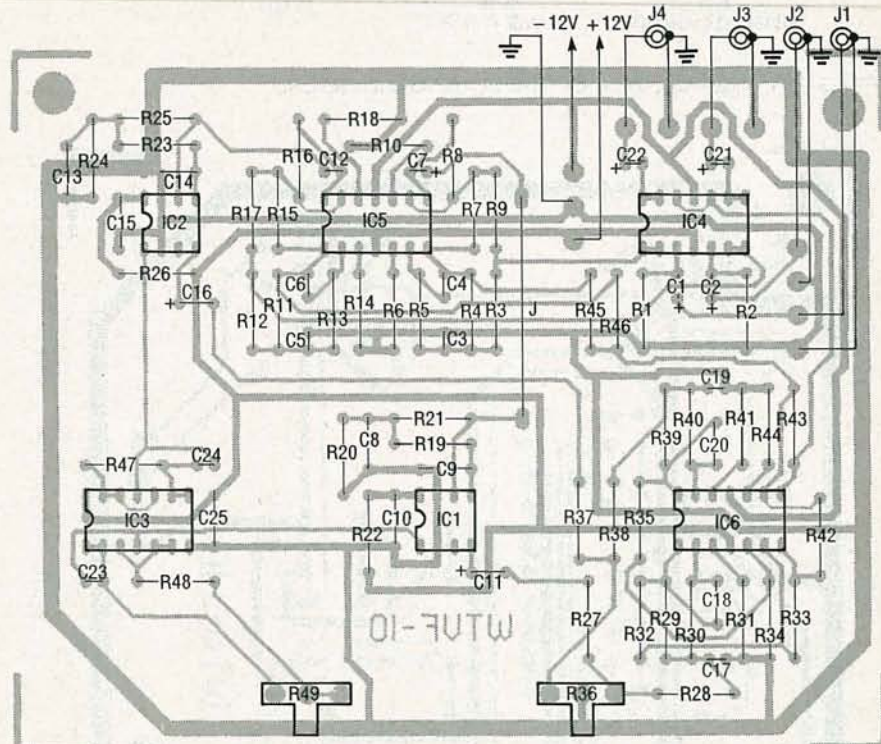 -12V +12V J4 J3 J2 J1
R25 R18
R23 R10
R24 R16 C12 C7 R8 C22 C21
C13 C14 + + +
C15 IC2 R17 R15 IC5 R7 R9 IC4
R26
C16 C6 C4 C1 C2
+ R12 R11 R13 R14 R6 R5 R4 R3 J R45 R46 R1 + + R2
C5 C3
C19
R21 R40 R41 R43
R20 C8 R19 R39 C20 R44
R47 C24 C9
IC3 C25 R22 C10 IC1 R37 R38 R35 IC6 R42
C23 R48 + C11 C18
R27 R32 R29 R30 R31 R34 R33
WTVF-10
C17
R49 R36 R28